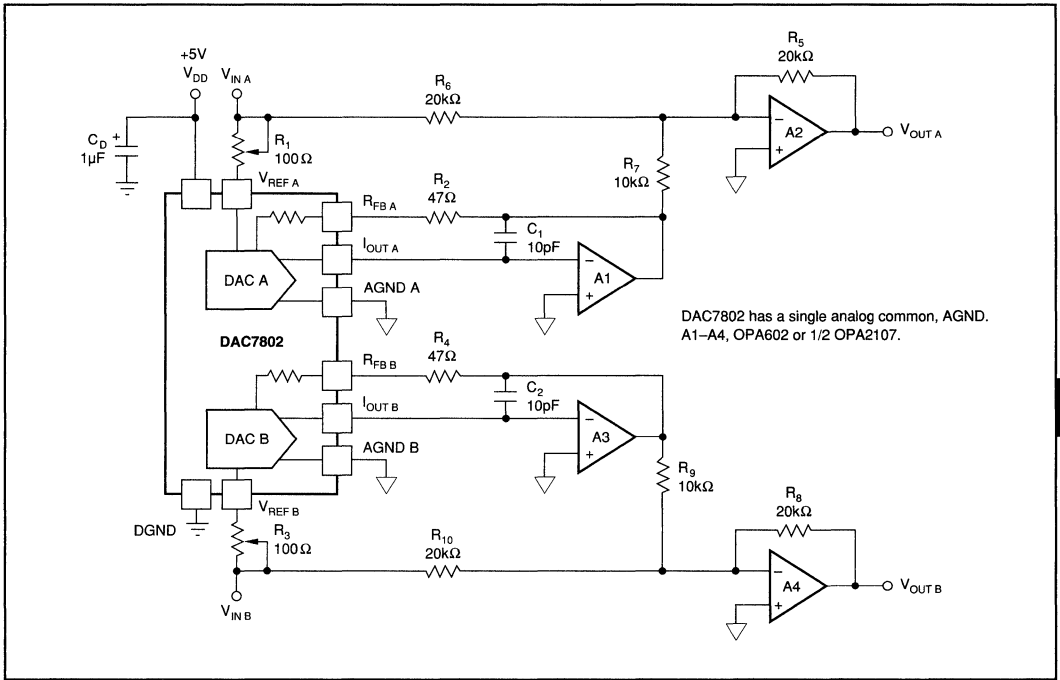 +5V
V_DD
V_IN A
C_D
+
1µF
R_1
100Ω
V_REF A
R_6
20kΩ
R_5
20kΩ
−
A2
+
V_OUT A
R_7
10kΩ
R_FB A
R_2
47Ω
C_1
10pF
I_OUT A
−
A1
+
DAC A
AGND A
DAC7802
DAC7802 has a single analog common, AGND.
A1–A4, OPA602 or 1/2 OPA2107.
R_FB B
R_4
47Ω
C_2
10pF
I_OUT B
−
A3
+
DAC B
AGND B
R_9
10kΩ
DGND
V_REF B
R_3
100Ω
R_10
20kΩ
R_8
20kΩ
−
A4
+
V_OUT B
V_IN B